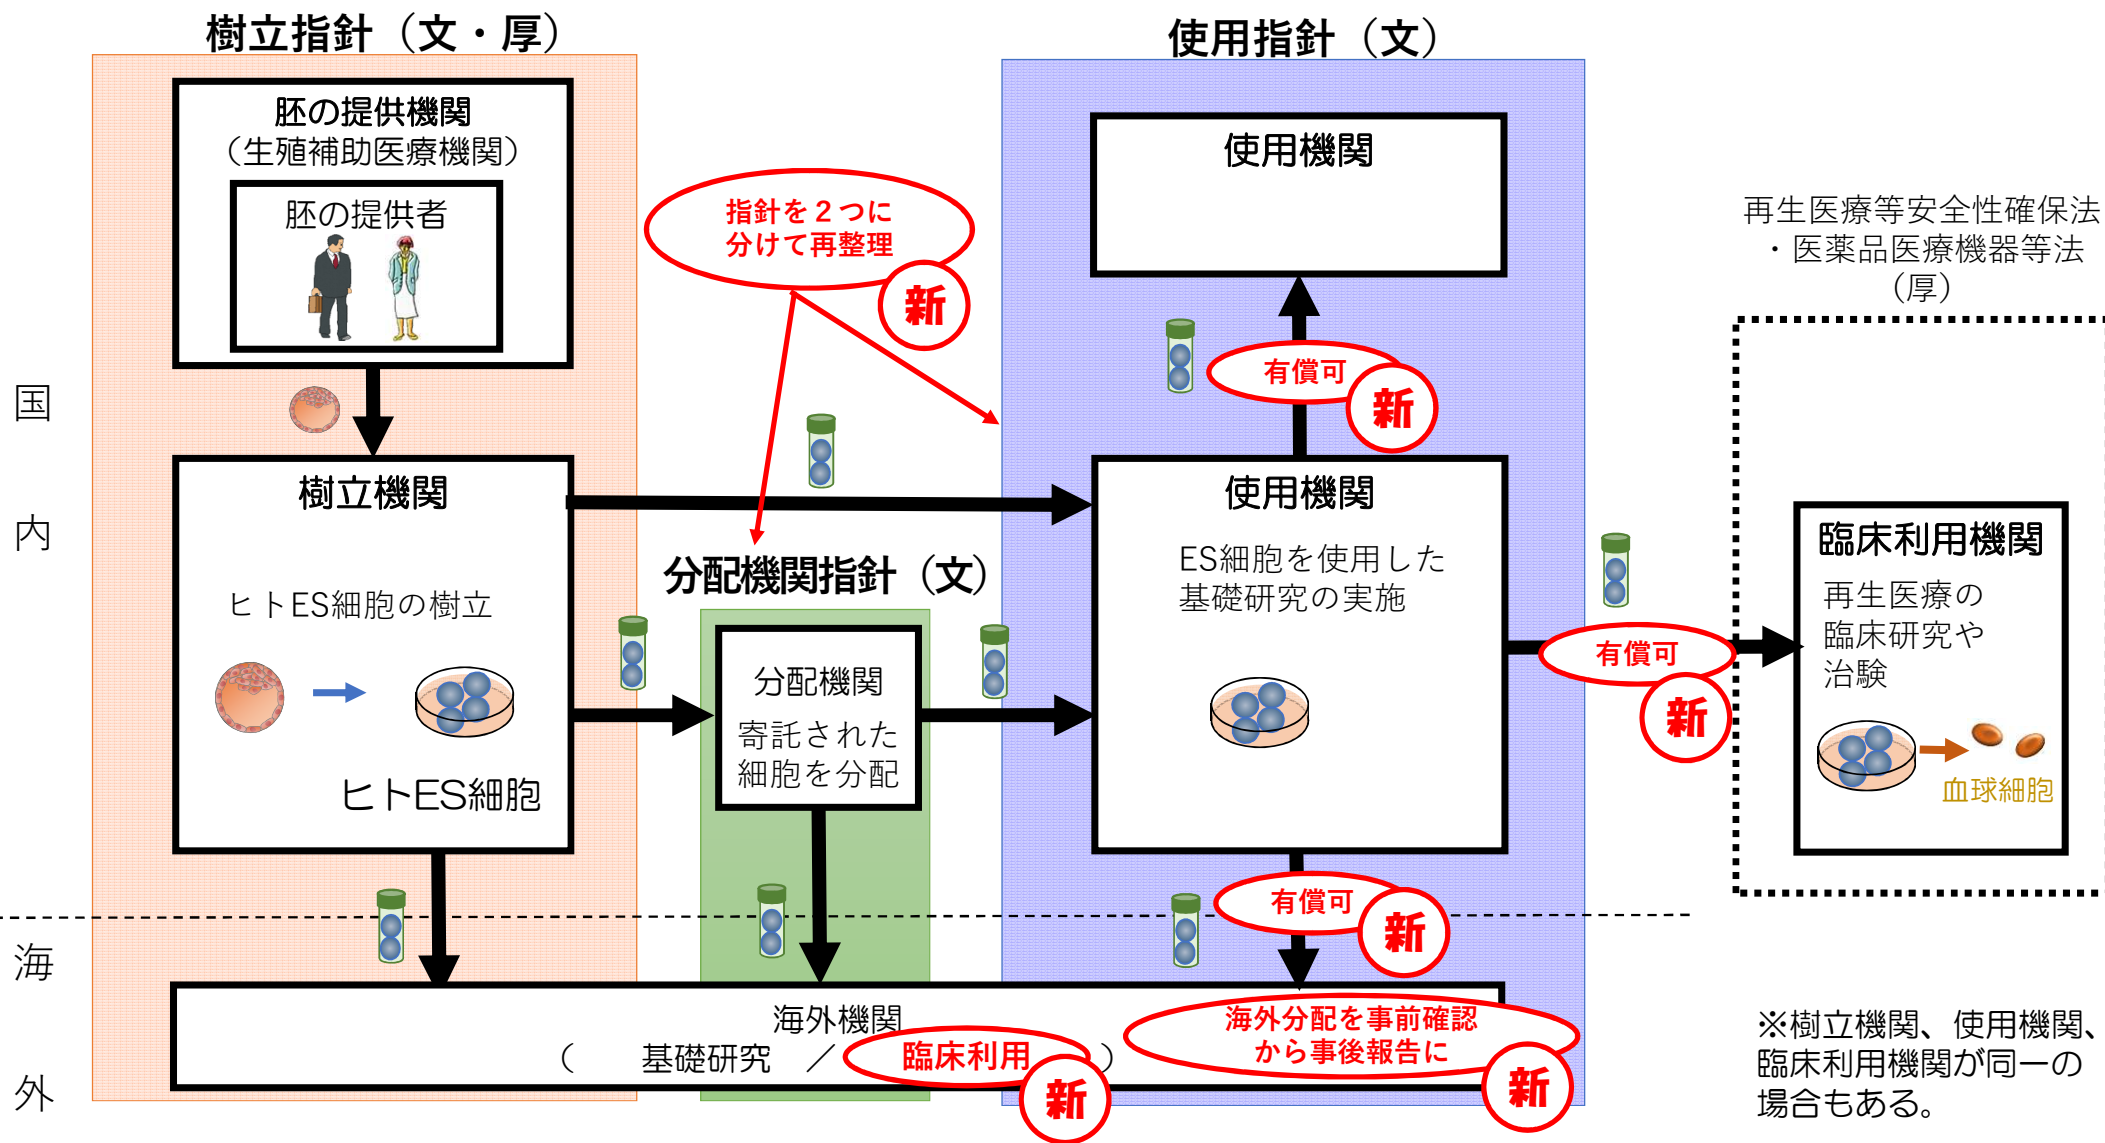 樹立指針（文・厚）
使用指針（文）
胚の提供機関
（生殖補助医療機関）
胚の提供者
指針を２つに
分けて再整理
新
使用機関
有償可
新
再生医療等安全性確保法
・医薬品医療機器等法
（厚）
国
内
樹立機関
ヒトES細胞の樹立
ヒトES細胞
分配機関指針（文）
分配機関
寄託された
細胞を分配
使用機関
ES細胞を使用した
基礎研究の実施
有償可
新
臨床利用機関
再生医療の
臨床研究や
治験
血球細胞
有償可
新
海
外
海外機関
（　基礎研究　／　臨床利用　）
新
海外分配を事前確認
から事後報告に
新
※樹立機関、使用機関、
臨床利用機関が同一の
場合もある。